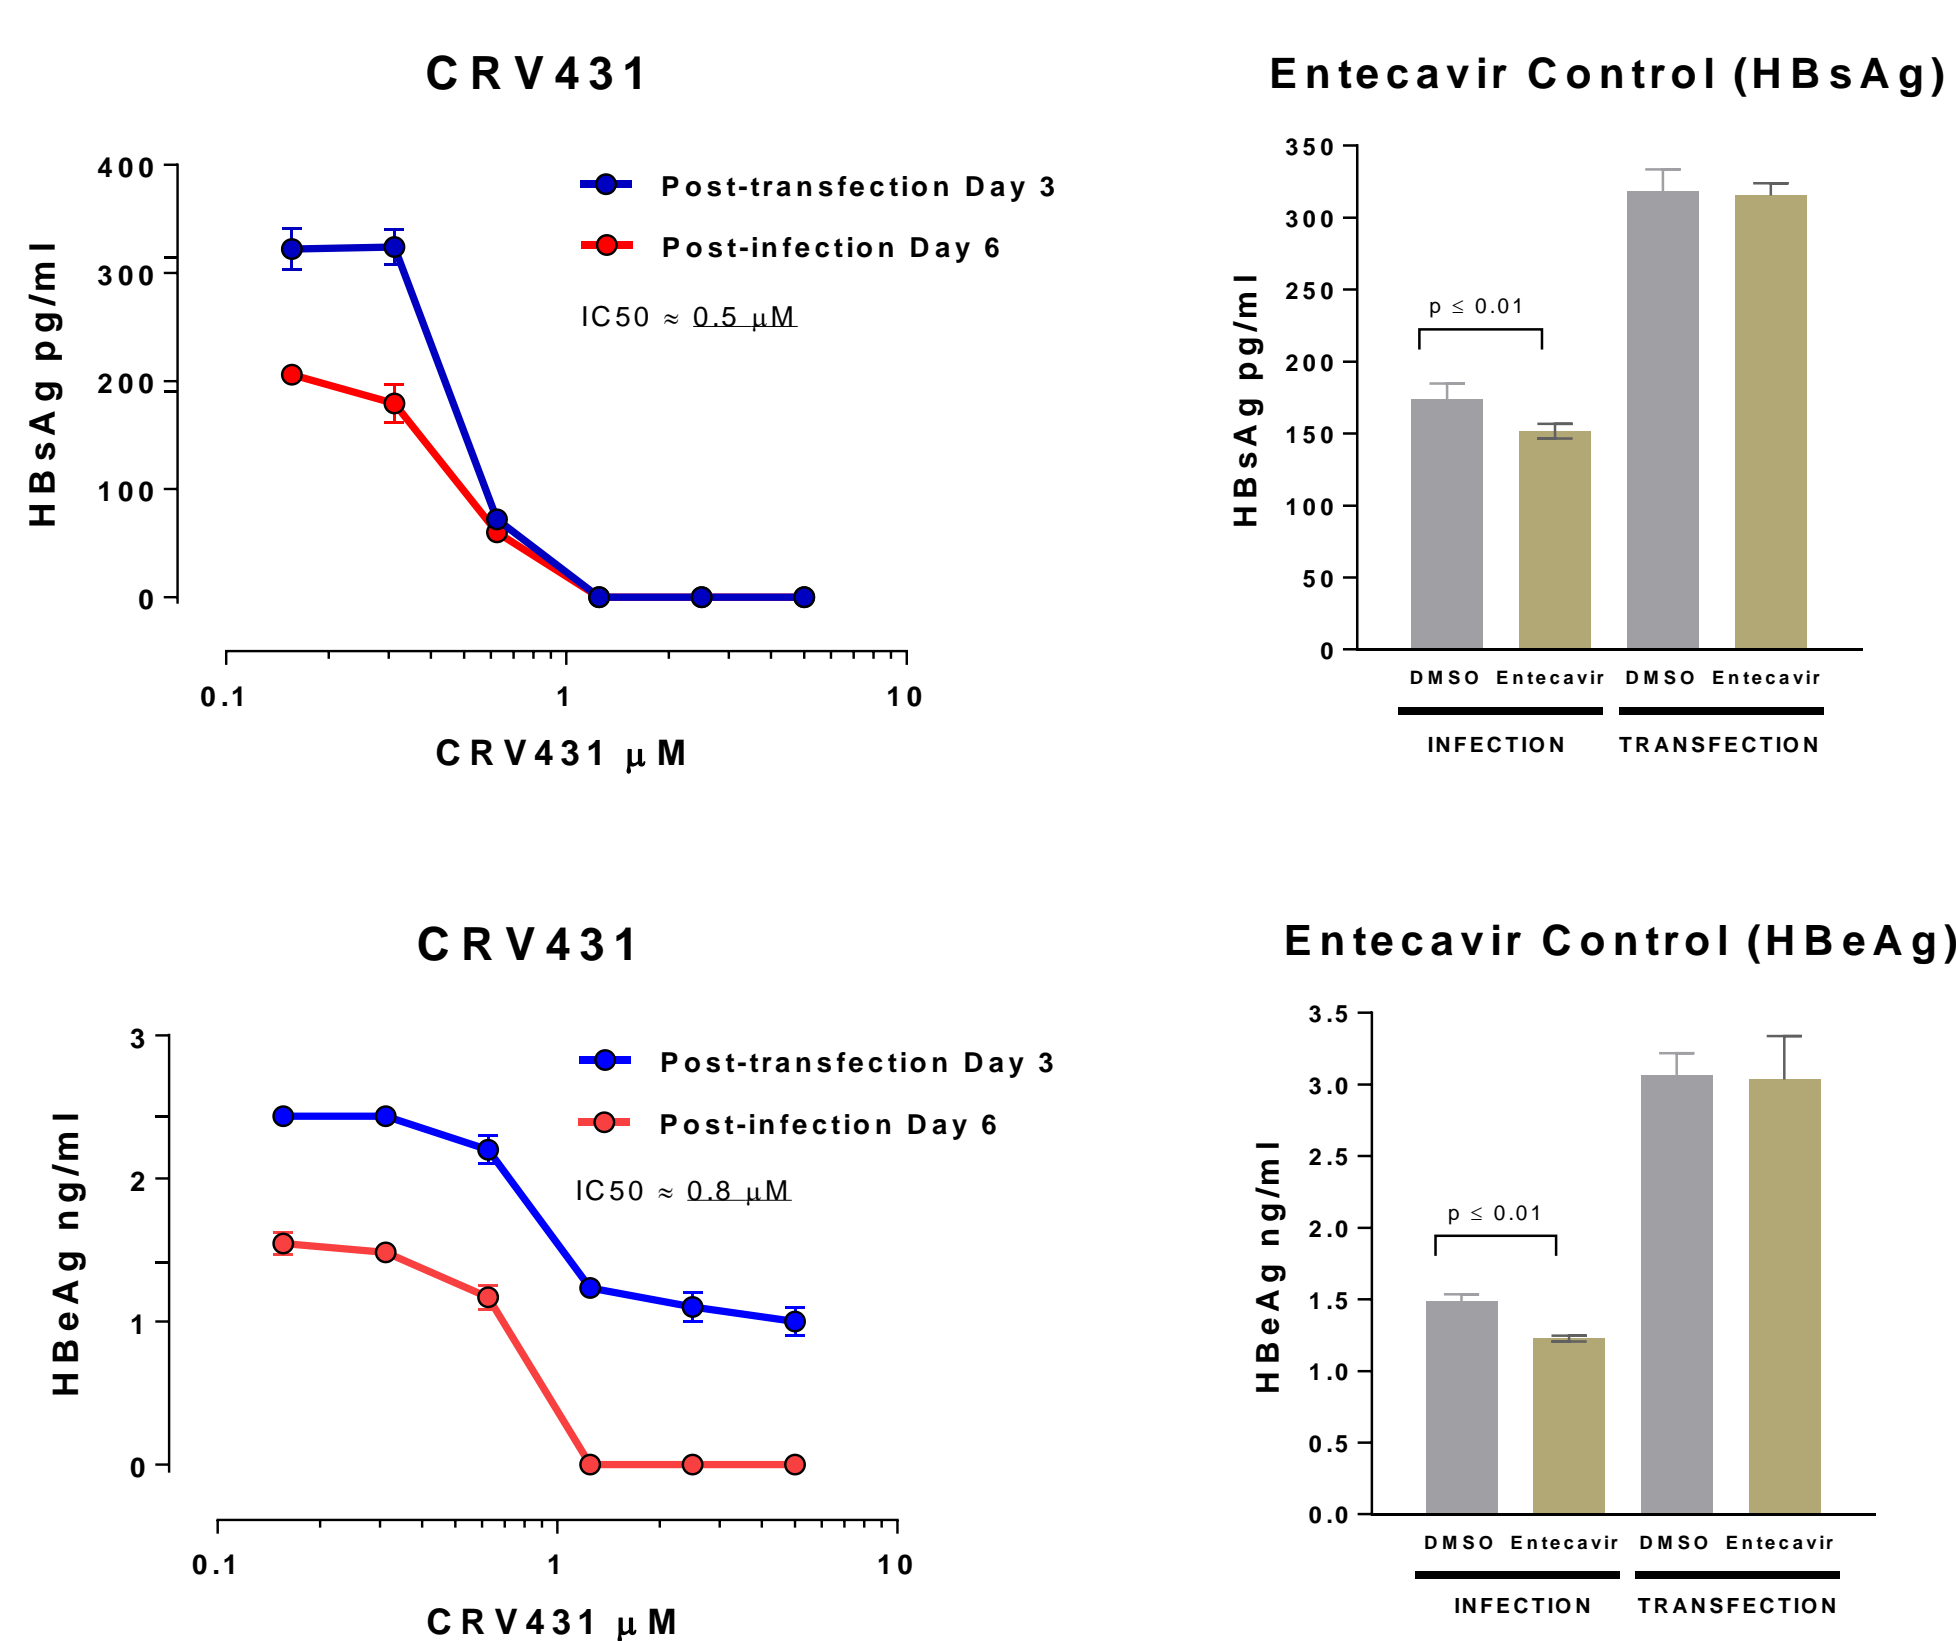 CRV431
HBsAg pg/ml
400
300
200
100
0
Post-transfection Day 3
Post-infection Day 6
IC50 ≈ 0.5 μM
0.1
1
10
CRV431 μM
Entecavir Control (HBsAg)
HBsAg pg/ml
350
300
250
200
150
100
50
0
p ≤ 0.01
DMSO Entecavir DMSO Entecavir
INFECTION TRANSFECTION
CRV431
HBeAg ng/ml
3
2
1
0
Post-transfection Day 3
Post-infection Day 6
IC50 ≈ 0.8 μM
0.1
1
10
CRV431 μM
Entecavir Control (HBeAg)
HBeAg ng/ml
3.5
3.0
2.5
2.0
1.5
1.0
0.5
0.0
p ≤ 0.01
DMSO Entecavir DMSO Entecavir
INFECTION TRANSFECTION